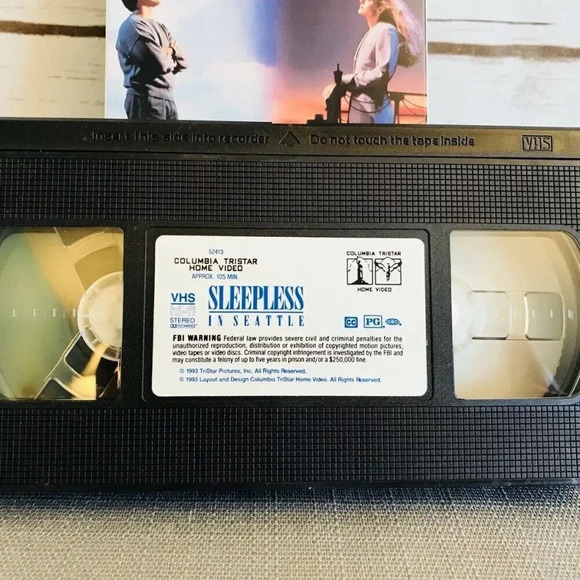 Insert this side into recorder Do not touch the tape inside VHS
52413
COLUMBIA TRISTAR
HOME VIDEO
APPROX. 105 MIN.
COLUMBIA TRISTAR
HOME VIDEO
VHS
hi-fi
STEREO
SLEEPLESS
IN SEATTLE
CC PG
FBI WARNING Federal law provides severe civil and criminal penalties for the
unauthorized reproduction, distribution or exhibition of copyrighted motion pictures,
video tapes or video discs. Criminal copyright infringement is investigated by the FBI and
may constitute a felony of up to five years in prison and/or a $250,000 fine.
© 1993 TriStar Pictures, Inc. All Rights Reserved.
© 1993 Layout and Design Columbia TriStar Home Video. All Rights Reserved.